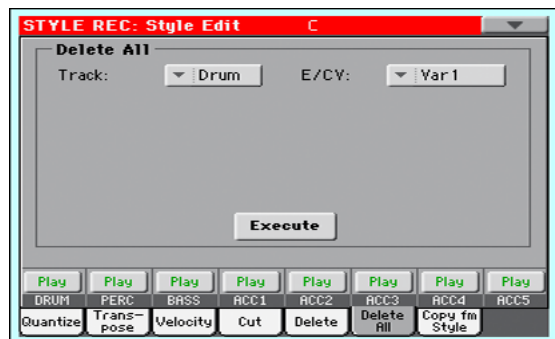 STYLE REC: Style Edit C
Delete All
Track: Drum E/CV: Var1
Execute
Play Play Play Play Play Play Play Play
DRUM PERC BASS ACC1 ACC2 ACC3 ACC4 ACC5
Quantize Trans-pose Velocity Cut Delete Delete All Copy fm Style